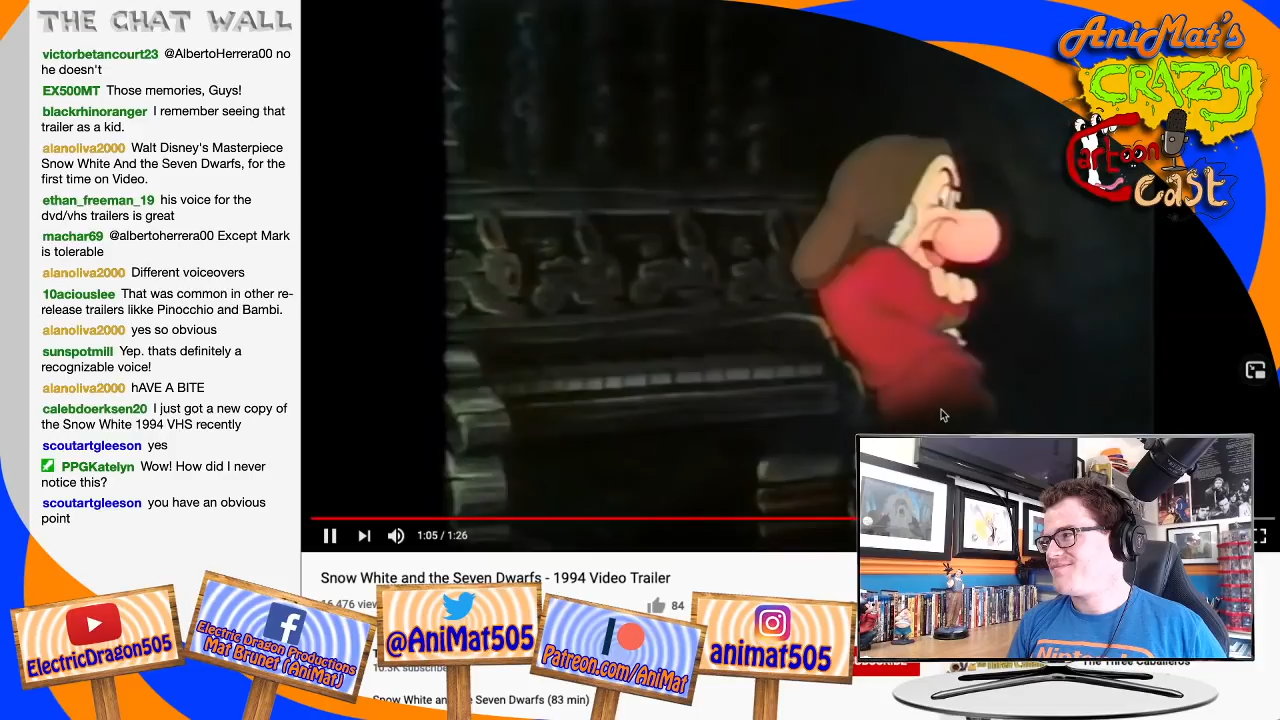 THE CHAT WALL
victorbetancourt23 @AlbertoHerrera00 no
he doesn't
EX500MT Those memories, Guys!
blackrhinoranger I remember seeing that
trailer as a kid.
alanoliva2000 Walt Disney's Masterpiece
Snow White And the Seven Dwarfs, for the
first time on Video.
ethan_freeman_19 his voice for the
dvd/vhs trailers is great
machar69 @albertoherrera00 Except Mark
is tolerable
alanoliva2000 Different voiceovers
10aciouslee That was common in other re-
release trailers likke Pinocchio and Bambi.
alanoliva2000 yes so obvious
sunspotmill Yep. thats definitely a
recognizable voice!
alanoliva2000 hAVE A BITE
calebdoerksen20 I just got a new copy of
the Snow White 1994 VHS recently
scoutartgleeson yes
PPGKatelyn Wow! How did I never
notice this?
scoutartgleeson you have an obvious
point
AniMat's
CRAZY
Cartoon
Cast
1:05 / 1:26
Snow White and the Seven Dwarfs - 1994 Video Trailer
84
ElectricDragon505
Electric Dragon Productions
Mat Brunet (AniMat)
@AniMat505
Patreon.com/AniMat
animat505
Nintendo
The Three Caballeros
Snow White and the Seven Dwarfs (83 min)